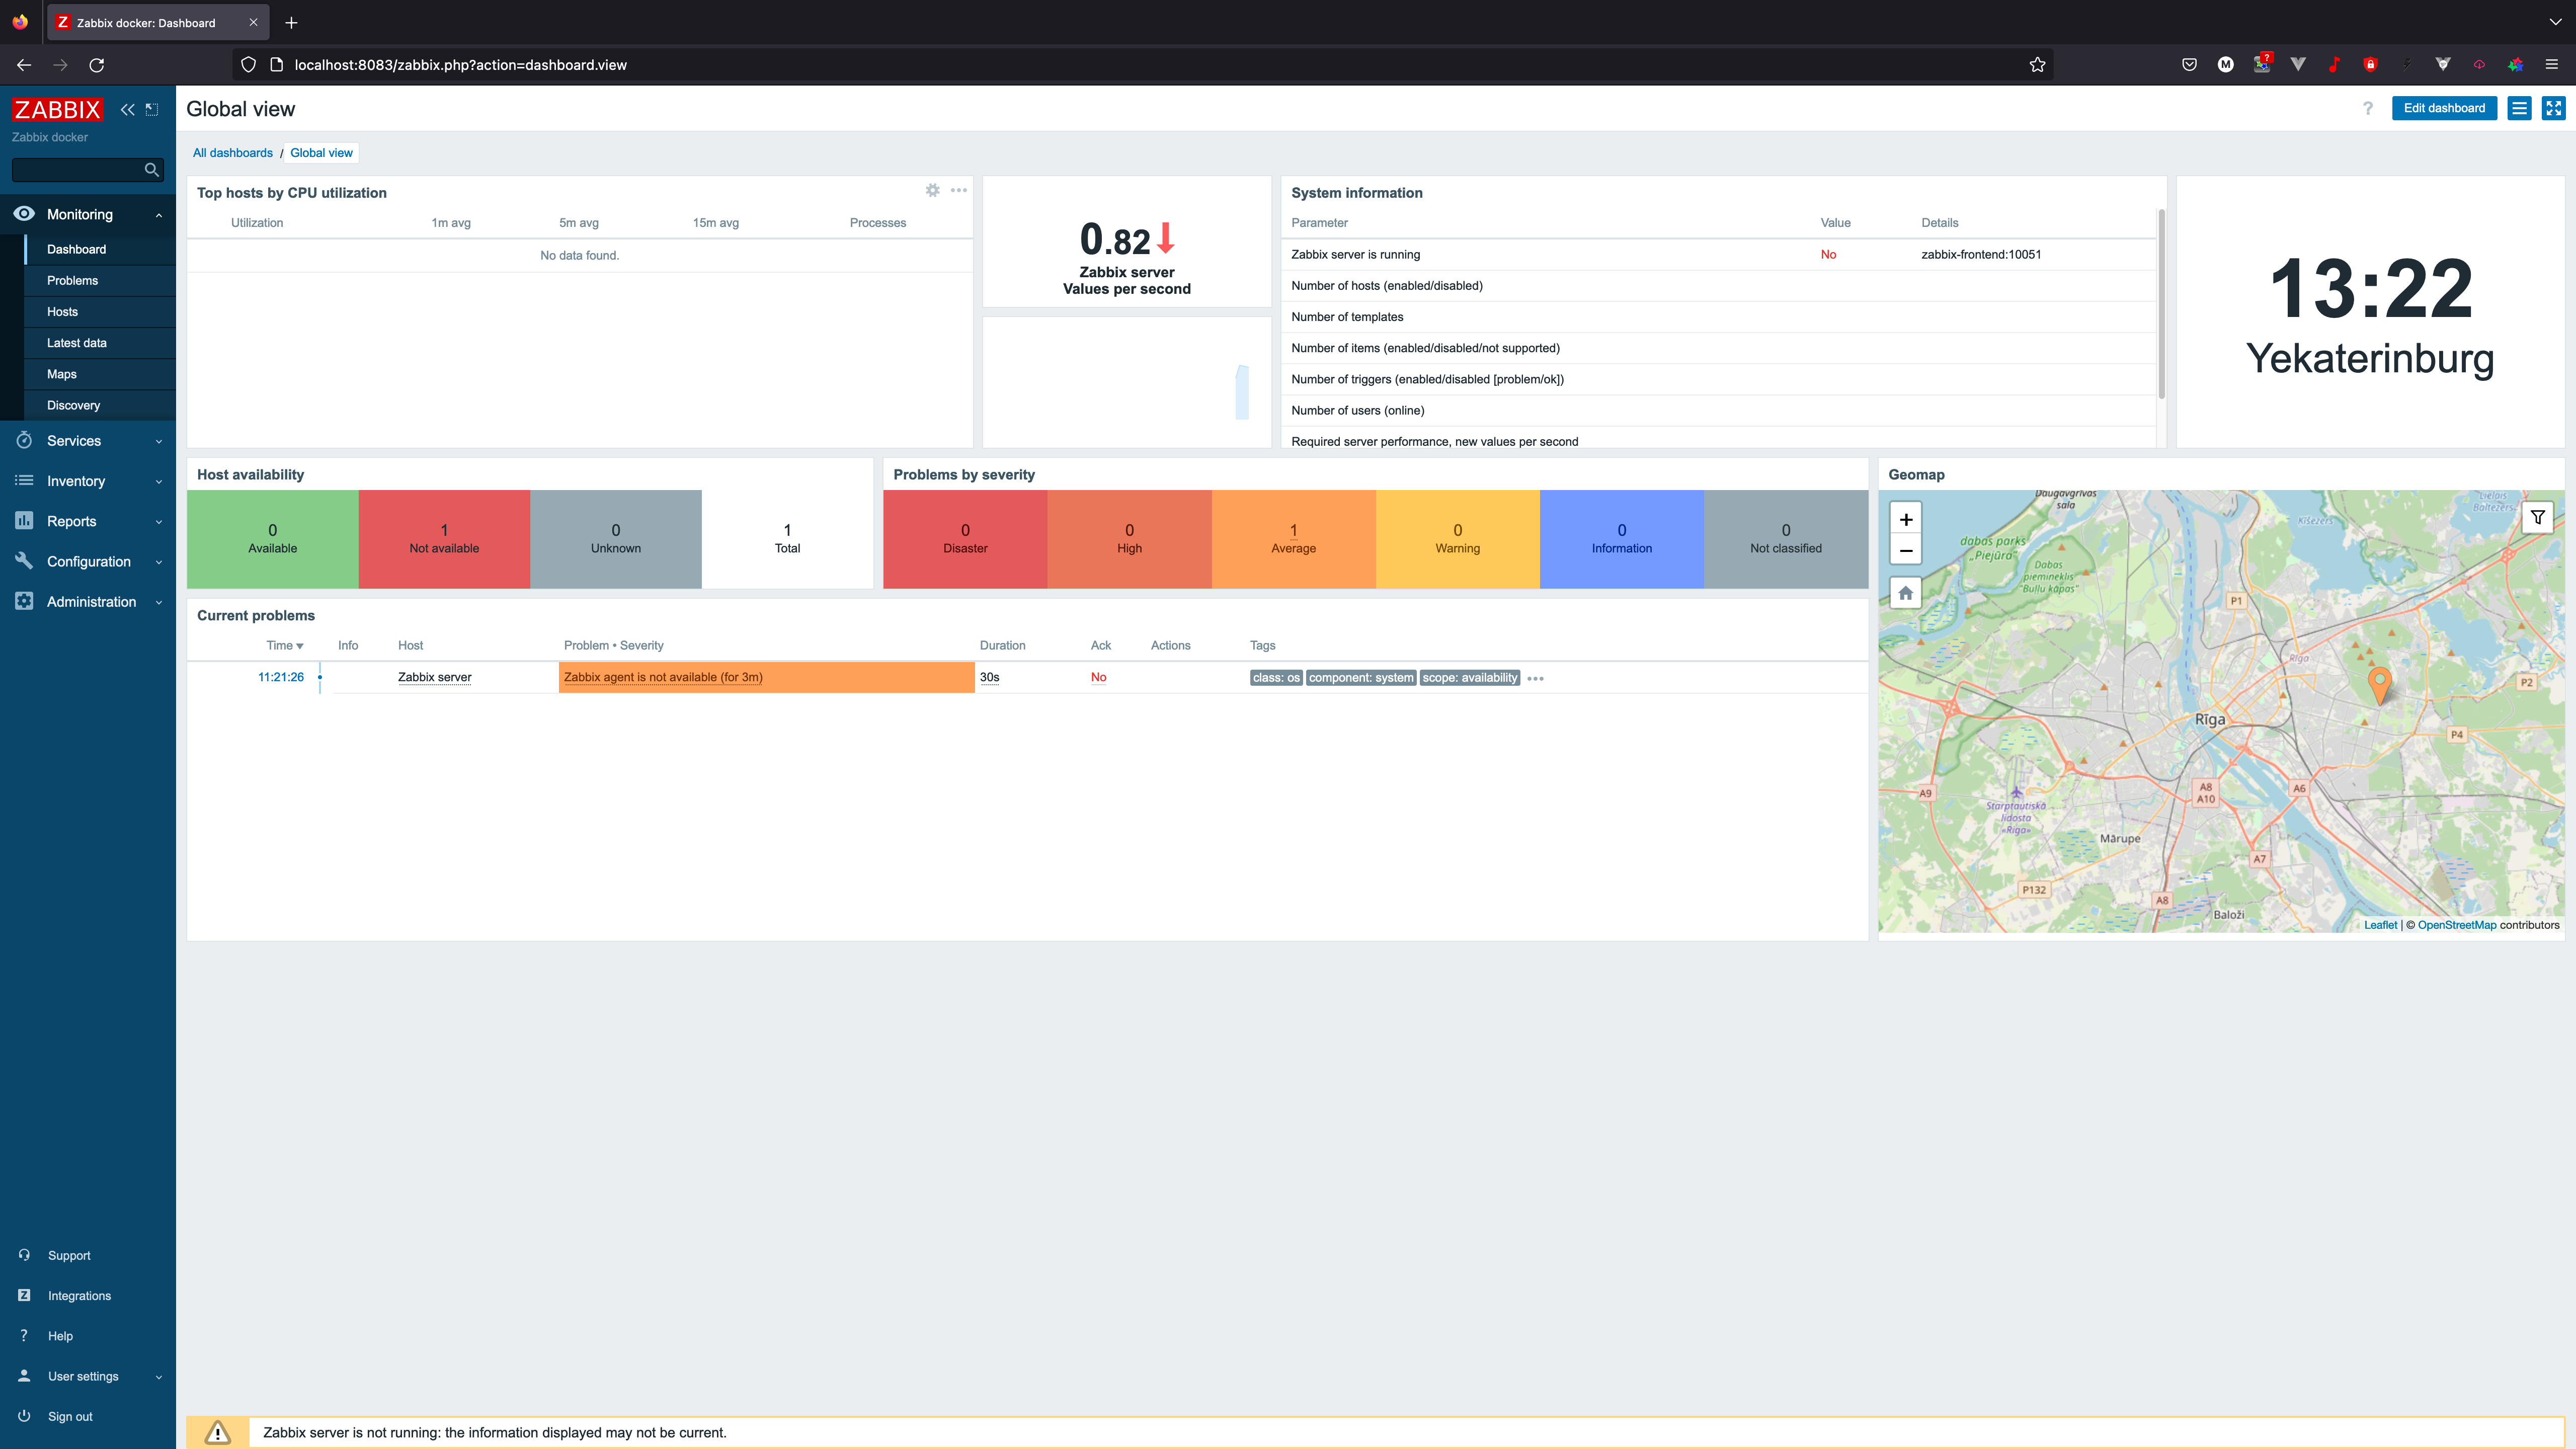 Zabbix docker: Dashboard
localhost:8083/zabbix.php?action=dashboard.view
ZABBIX
Zabbix docker
Monitoring
Dashboard
Problems
Hosts
Latest data
Maps
Discovery
Services
Inventory
Reports
Configuration
Administration
Support
Integrations
Help
User settings
Sign out
Global view
? Edit dashboard
All dashboards / Global view
Top hosts by CPU utilization
Utilization 1m avg 5m avg 15m avg Processes
No data found.
0.82
Zabbix server
Values per second
System information
Parameter Value Details
Zabbix server is running No zabbix-frontend:10051
Number of hosts (enabled/disabled)
Number of templates
Number of items (enabled/disabled/not supported)
Number of triggers (enabled/disabled [problem/ok])
Number of users (online)
Required server performance, new values per second
13:22
Yekaterinburg
Host availability
0 1 0 1
Available Not available Unknown Total
Problems by severity
0 0 1 0 0 0
Disaster High Average Warning Information Not classified
Current problems
Time Info Host Problem • Severity Duration Ack Actions Tags
11:21:26 Zabbix server Zabbix agent is not available (for 3m) 30s No class: os component: system scope: availability
Geomap
+
−
Daugavgrīvas
sala
dabas parks
"Piejūra"
Dabas
piemineklis
"Buļļu kāpas"
Ķīšezers
Lielais
Baltezers
P1
Rīga
P2
Rīga
P4
A9
A8
A10
A6
Starptautiskā
lidosta
«Rīga»
Mārupe
A7
P132
A8
Baloži
Leaflet | © OpenStreetMap contributors
Zabbix server is not running: the information displayed may not be current.